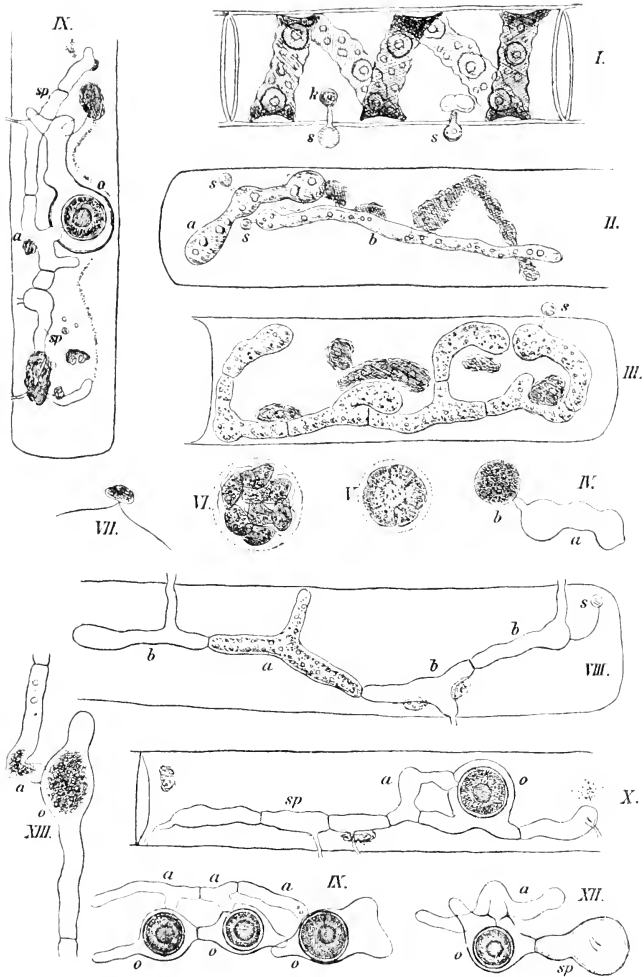 IX.
sp
o
a
sp
I.
k
s
s
II.
s
a
s
b
III.
s
IV.
b
a
V.
VI.
VII.
VIII.
b
a
b
b
s
XIII.
a
o
X.
sp
a
o
IX.
a
a
a
o
o
o
XII.
a
o
sp